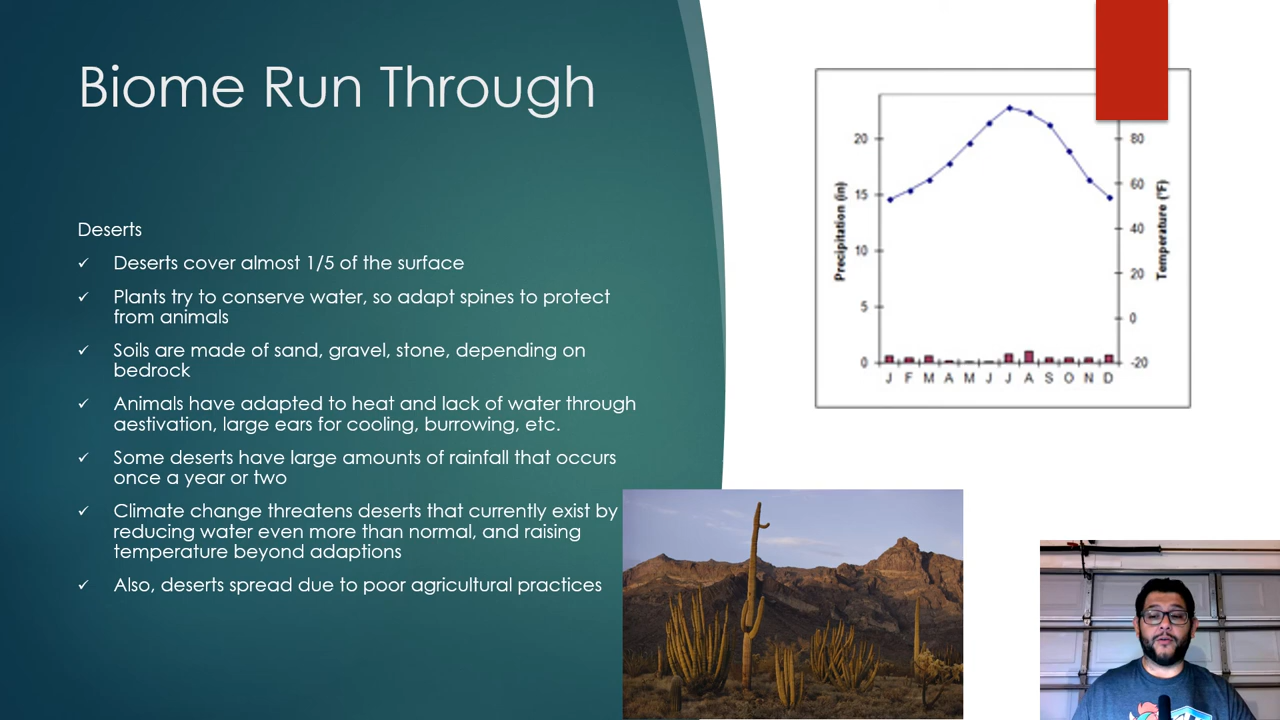 Biome Run Through
Deserts
✓ Deserts cover almost 1/5 of the surface
✓ Plants try to conserve water, so adapt spines to protect
from animals
✓ Soils are made of sand, gravel, stone, depending on
bedrock
✓ Animals have adapted to heat and lack of water through
aestivation, large ears for cooling, burrowing, etc.
✓ Some deserts have large amounts of rainfall that occurs
once a year or two
✓ Climate change threatens deserts that currently exist by
reducing water even more than normal, and raising
temperature beyond adaptions
✓ Also, deserts spread due to poor agricultural practices
Precipitation (in)
20
15
10
5
0
J F M A M J J A S O N D
80
60
40
20
0
-20
Temperature (°F)